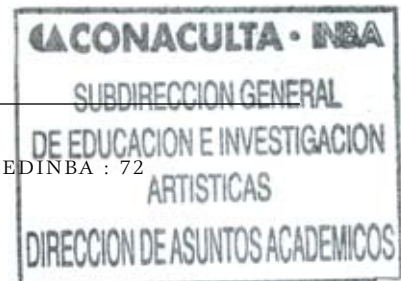 CONACULTA • INBA
SUBDIRECCION GENERAL
DE EDUCACION E INVESTIGACION
EDINBA : 72
ARTISTICAS
DIRECCION DE ASUNTOS ACADEMICOS